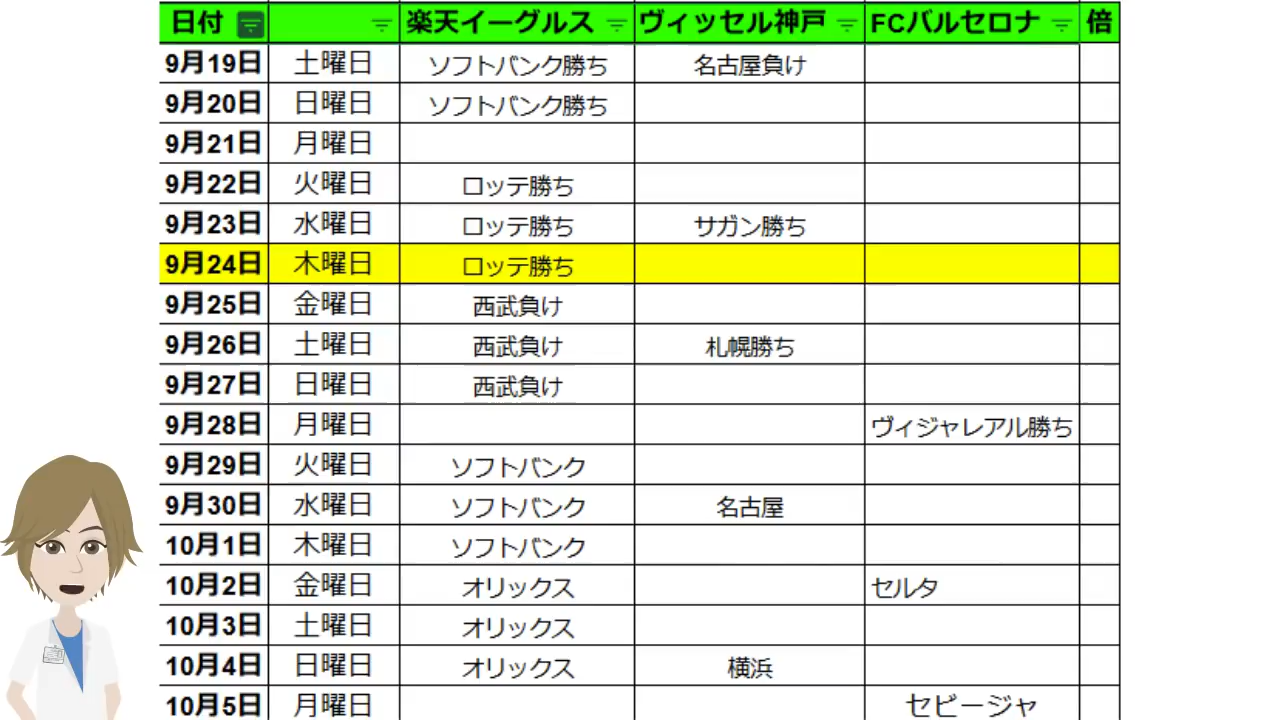 日付 楽天イーグルス ヴィッセル神戸 FCバルセロナ 倍
9月19日 土曜日 ソフトバンク勝ち 名古屋負け
9月20日 日曜日 ソフトバンク勝ち
9月21日 月曜日
9月22日 火曜日 ロッテ勝ち
9月23日 水曜日 ロッテ勝ち サガン勝ち
9月24日 木曜日 ロッテ勝ち
9月25日 金曜日 西武負け
9月26日 土曜日 西武負け 札幌勝ち
9月27日 日曜日 西武負け
9月28日 月曜日 ヴィジャレアル勝ち
9月29日 火曜日 ソフトバンク
9月30日 水曜日 ソフトバンク 名古屋
10月1日 木曜日 ソフトバンク
10月2日 金曜日 オリックス セルタ
10月3日 土曜日 オリックス
10月4日 日曜日 オリックス 横浜
10月5日 月曜日 セビージャ